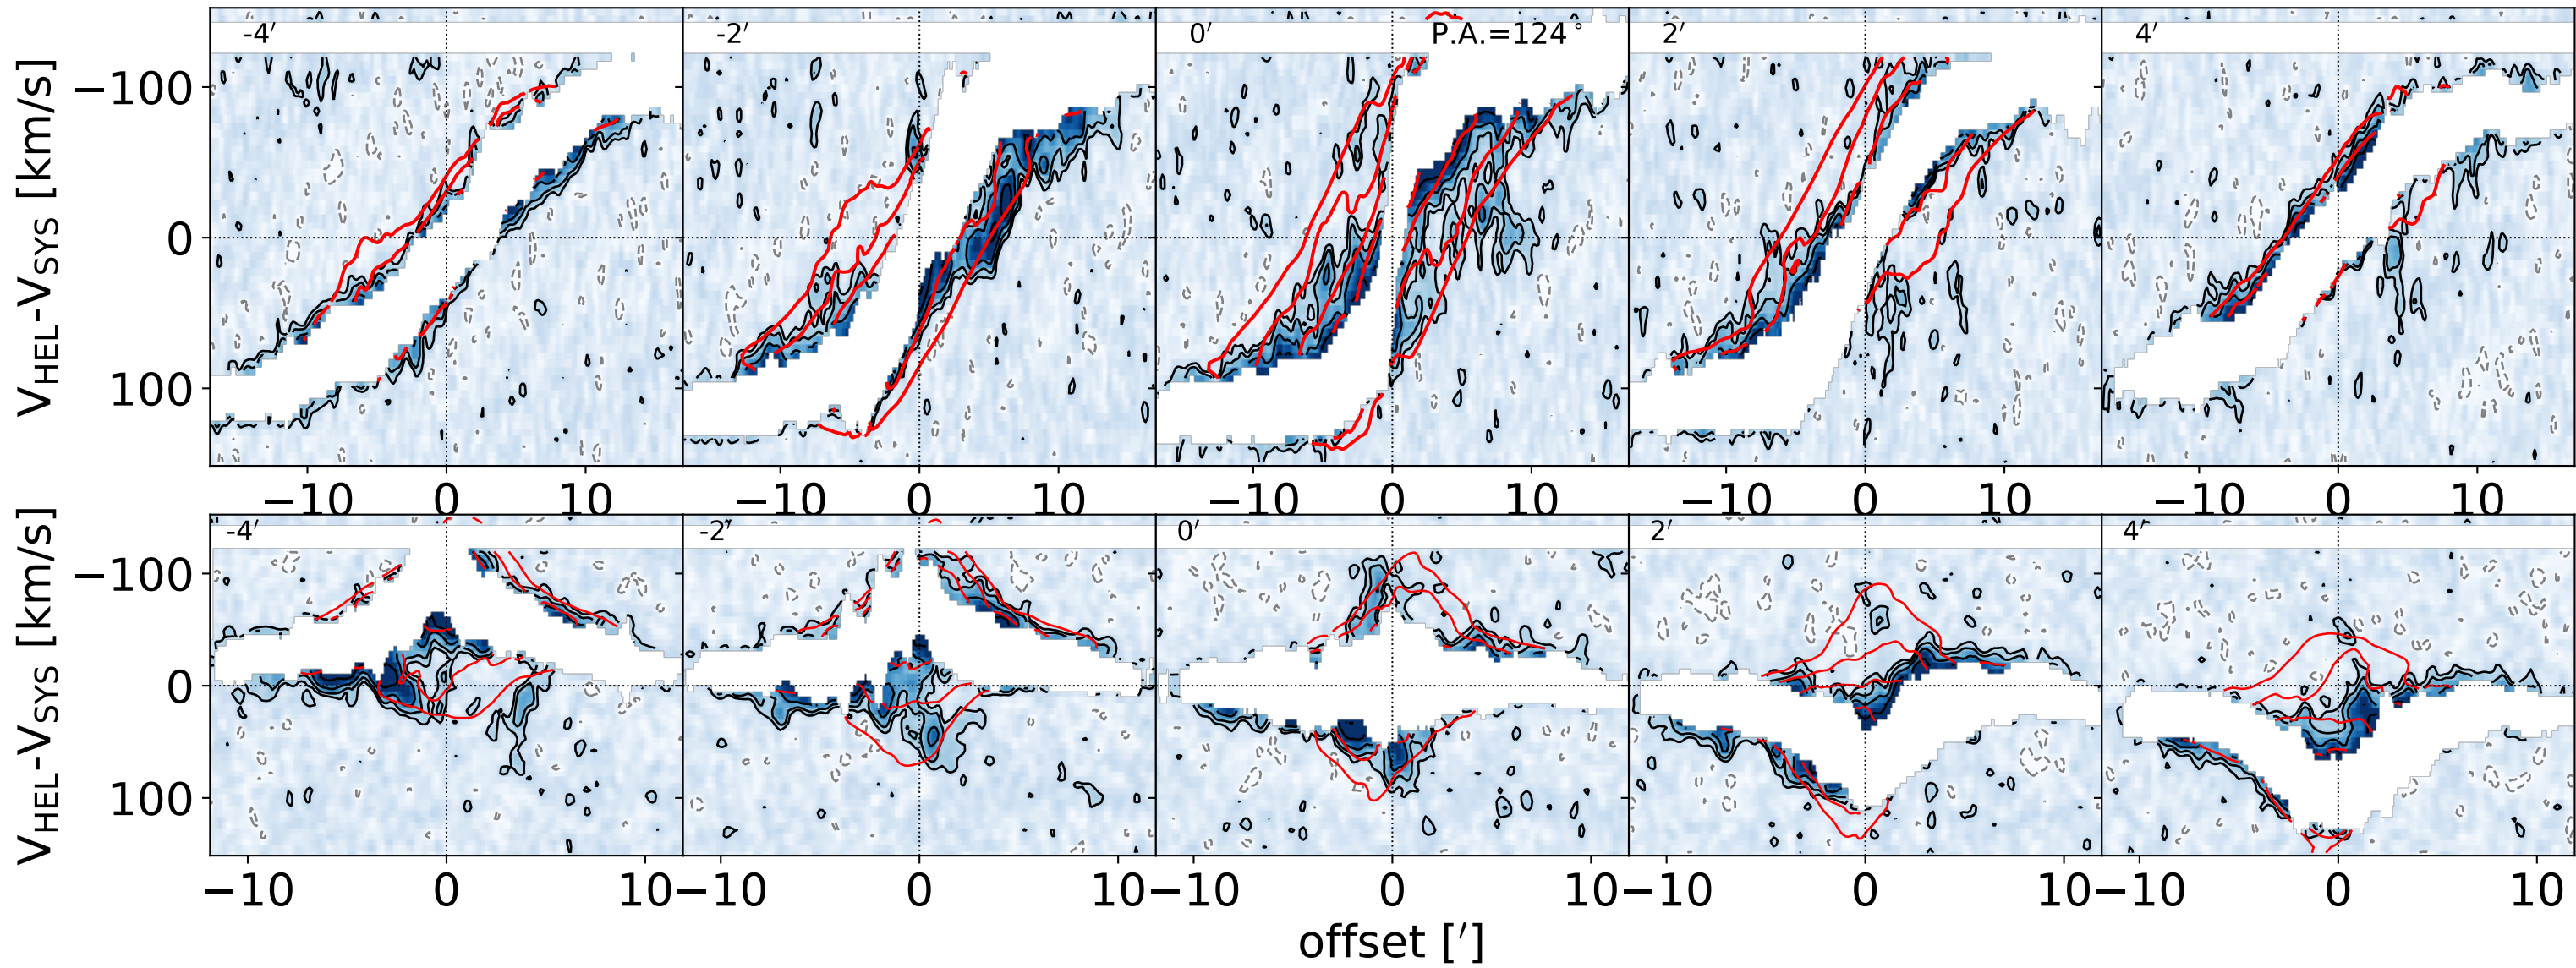 -4′ -2′ 0′ P.A.=124° 2′ 4′
V_HEL-V_SYS [km/s]
−100
0
100
−10 0 10 −10 0 10 −10 0 10 −10 0 10 −10 0 10
-4′ -2′ 0′ 2′ 4′
V_HEL-V_SYS [km/s]
−100
0
100
−10 0 10 −10 0 10 −10 0 10 −10 0 10 −10 0 10
offset [′]